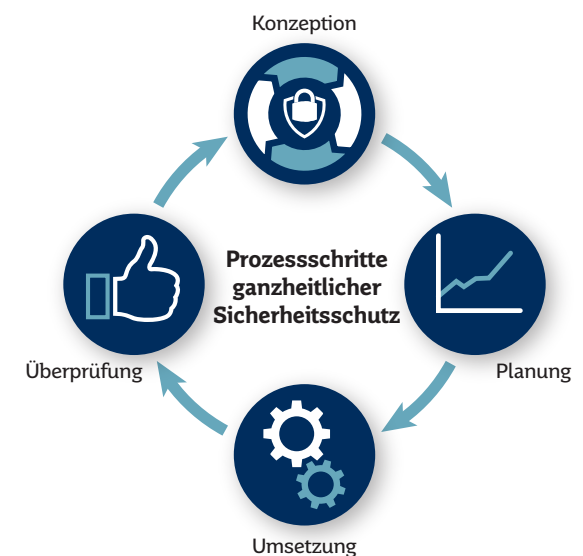 Konzeption
Prozessschritte
ganzheitlicher
Sicherheitsschutz
Überprüfung
Planung
Umsetzung